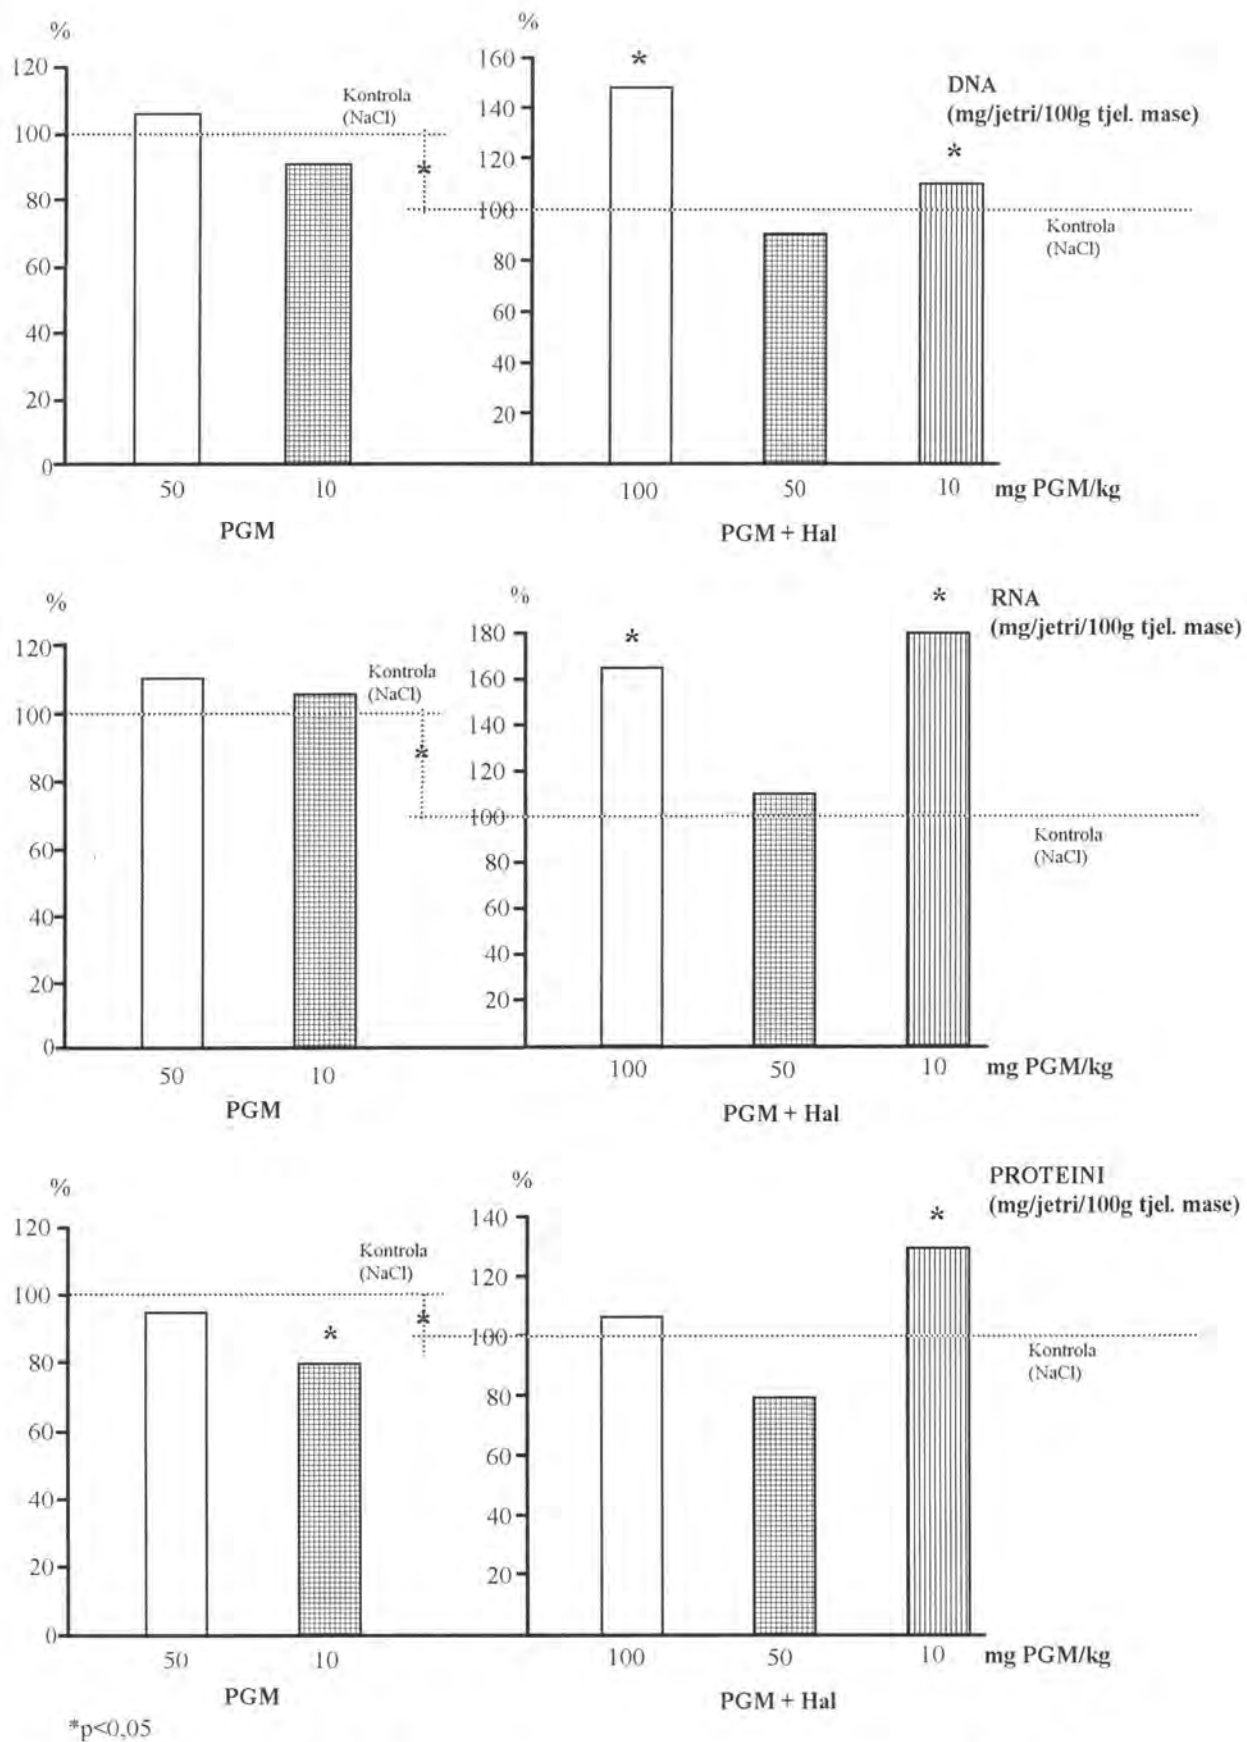 %
120
100
80
60
40
20
0
Kontrola
(NaCl)
*
50 10
PGM
%
160
140
120
100
80
60
40
20
*
DNA
(mg/jetri/100g tjel. mase)
*
Kontrola
(NaCl)
100 50 10 mg PGM/kg
PGM + Hal
%
120
100
80
60
40
20
0
Kontrola
(NaCl)
*
50 10
PGM
%
180
160
140
120
100
80
60
40
20
*
*
RNA
(mg/jetri/100g tjel. mase)
Kontrola
(NaCl)
100 50 10 mg PGM/kg
PGM + Hal
%
120
100
80
60
40
20
0
Kontrola
(NaCl)
*
*
50 10
PGM
%
140
120
100
80
60
40
20
PROTEINI
(mg/jetri/100g tjel. mase)
*
Kontrola
(NaCl)
100 50 10 mg PGM/kg
PGM + Hal
*p<0,05